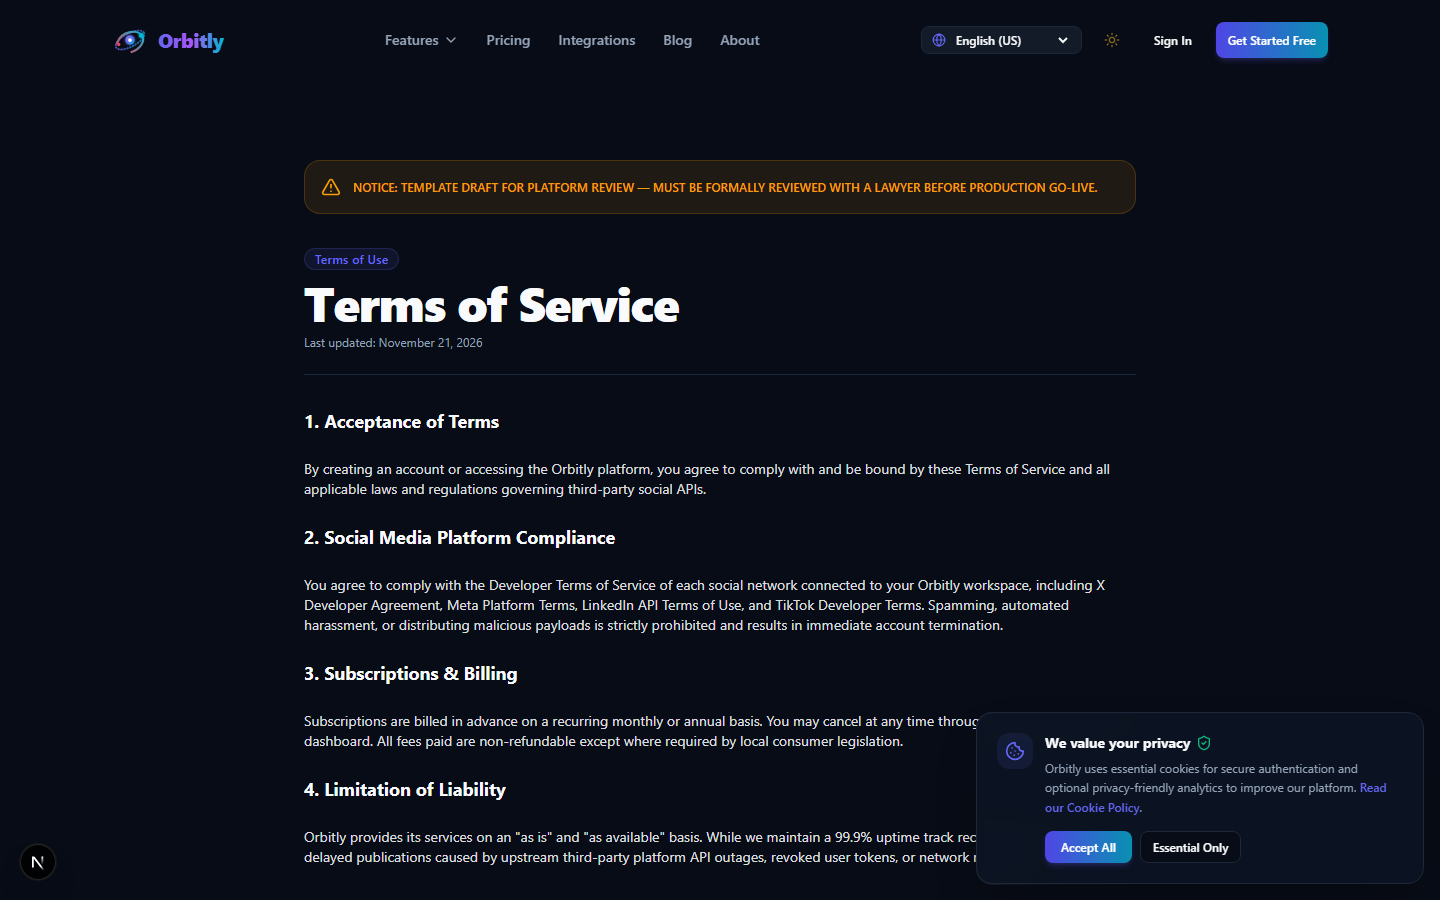 Orbitly
Features
Pricing
Integrations
Blog
About
English (US)
Sign In
Get Started Free
NOTICE: TEMPLATE DRAFT FOR PLATFORM REVIEW — MUST BE FORMALLY REVIEWED WITH A LAWYER BEFORE PRODUCTION GO-LIVE.
Terms of Use
Terms of Service
Last updated: November 21, 2026
1. Acceptance of Terms
By creating an account or accessing the Orbitly platform, you agree to comply with and be bound by these Terms of Service and all
applicable laws and regulations governing third-party social APIs.
2. Social Media Platform Compliance
You agree to comply with the Developer Terms of Service of each social network connected to your Orbitly workspace, including X
Developer Agreement, Meta Platform Terms, LinkedIn API Terms of Use, and TikTok Developer Terms. Spamming, automated
harassment, or distributing malicious payloads is strictly prohibited and results in immediate account termination.
3. Subscriptions & Billing
Subscriptions are billed in advance on a recurring monthly or annual basis. You may cancel at any time
dashboard. All fees paid are non-refundable except where required by local consumer legislation.
4. Limitation of Liability
Orbitly provides its services on an "as is" and "as available" basis. While we maintain a 99.9% uptime track
delayed publications caused by upstream third-party platform API outages, revoked user tokens, or network
We value your privacy
Orbitly uses essential cookies for secure authentication and
optional privacy-friendly analytics to improve our platform. Read
our Cookie Policy.
Accept All
Essential Only
N